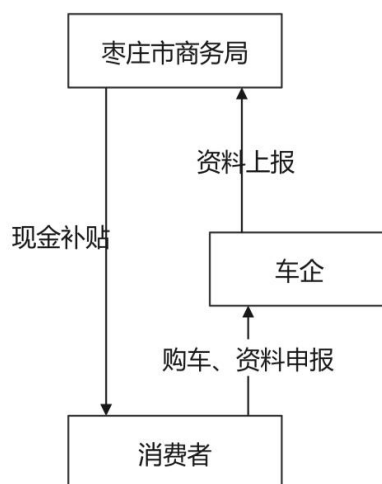 枣庄市商务局
资料上报
现金补贴
车企
购车、资料申报
消费者